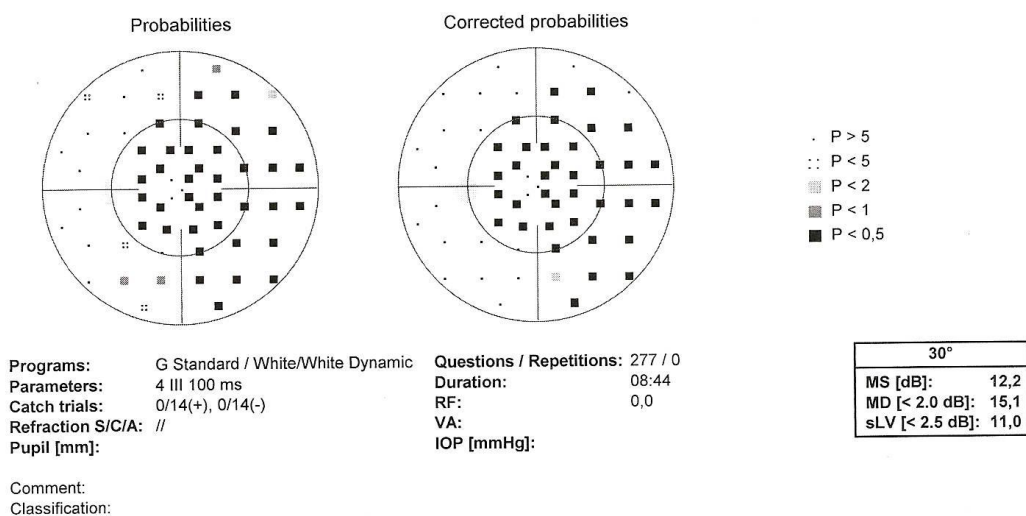 Probabilities
Corrected probabilities
P > 5
P < 5
P < 2
P < 1
P < 0,5
Programs: G Standard / White/White Dynamic
Parameters: 4 III 100 ms
Catch trials: 0/14(+), 0/14(-)
Refraction S/C/A: //
Pupil [mm]:
Questions / Repetitions: 277 / 0
Duration: 08:44
RF: 0,0
VA:
IOP [mmHg]:
30°
MS [dB]: 12,2
MD [< 2.0 dB]: 15,1
sLV [< 2.5 dB]: 11,0
Comment:
Classification: